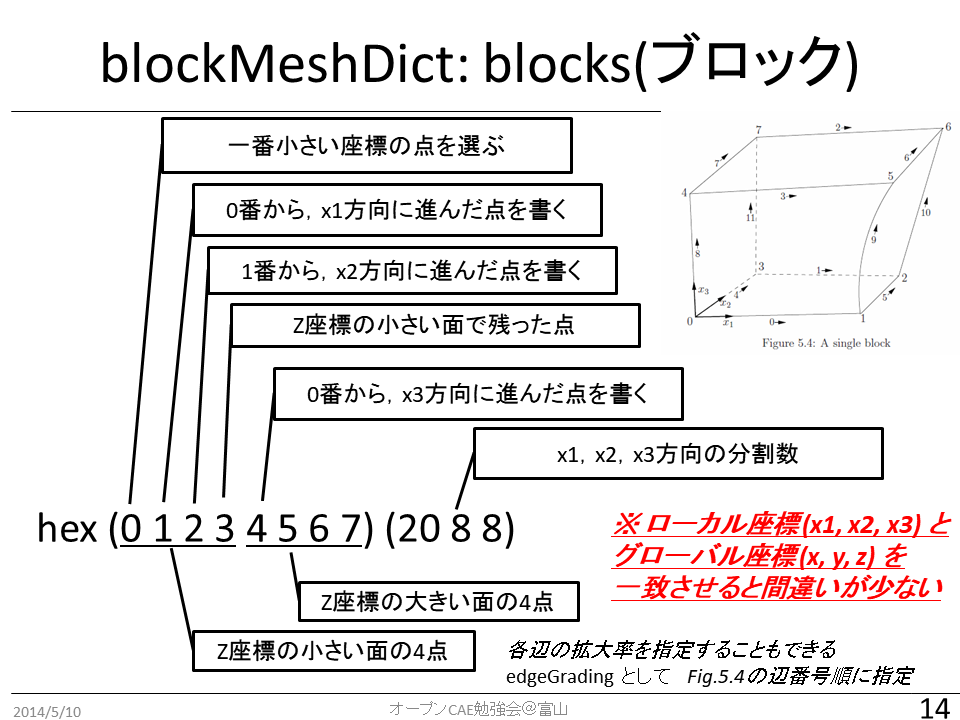 blockMeshDict: blocks(ブロック)
一番小さい座標の点を選ぶ
0番から, x1方向に進んだ点を書く
1番から, x2方向に進んだ点を書く
Z座標の小さい面で残った点
0番から, x3方向に進んだ点を書く
x1, x2, x3方向の分割数
7
2
6
7
6
5
4
3
11
10
8
9
3
1
2
x3
x2
4
5
0
x1
0
1
Figure 5.4: A single block
hex (0 1 2 3 4 5 6 7) (20 8 8)
※ ローカル座標(x1, x2, x3) と
グローバル座標(x, y, z) を
一致させると間違いが少ない
Z座標の大きい面の4点
Z座標の小さい面の4点
各辺の拡大率を指定することもできる
edgeGrading として Fig.5.4の辺番号順に指定
2014/5/10
オープンCAE勉強会@富山
14